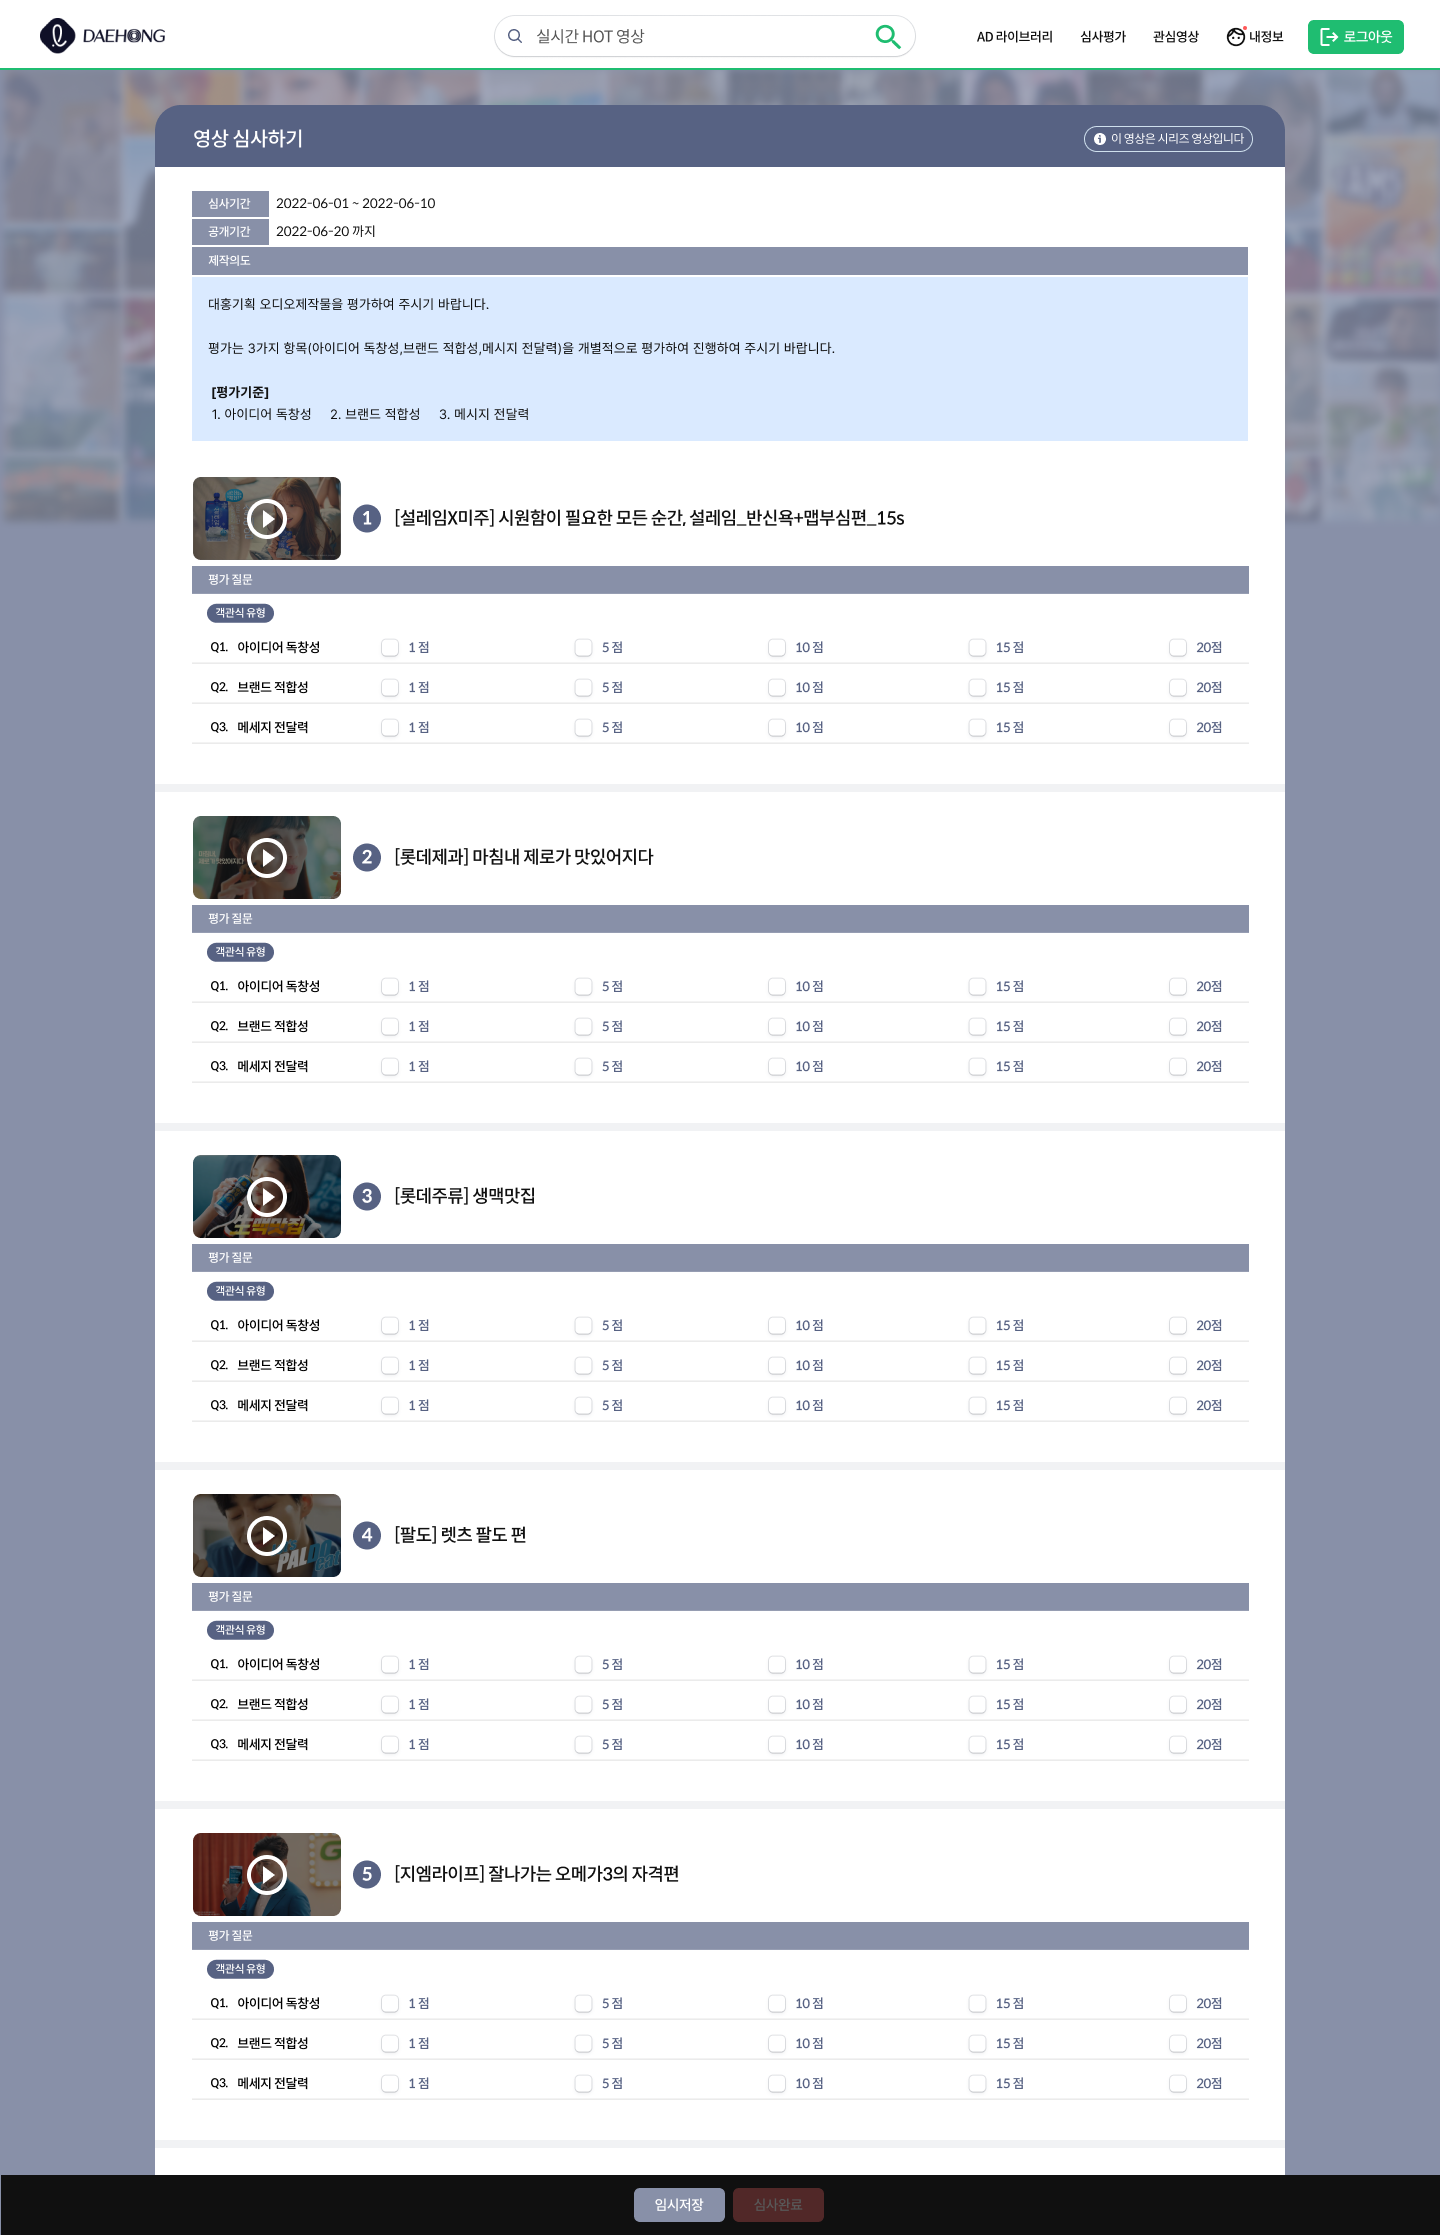 DAEHONG
실시간 HOT 영상
AD 라이브러리 심사평가 관심영상 내정보 로그아웃
영상 심사하기
이 영상은 시리즈 영상입니다
심사기간 2022-06-01 ~ 2022-06-10
공개기간 2022-06-20 까지
제작의도
대홍기획 오디오제작물을 평가하여 주시기 바랍니다.
평가는 3가지 항목(아이디어 독창성,브랜드 적합성,메시지 전달력)을 개별적으로 평가하여 진행하여 주시기 바랍니다.
[평가기준]
1. 아이디어 독창성 2. 브랜드 적합성 3. 메시지 전달력
1 [설레임X미주] 시원함이 필요한 모든 순간, 설레임_반신욕+맵부심편_15s
평가 질문
객관식 유형
Q1. 아이디어 독창성 1 점 5 점 10 점 15 점 20점
Q2. 브랜드 적합성 1 점 5 점 10 점 15 점 20점
Q3. 메세지 전달력 1 점 5 점 10 점 15 점 20점
2 [롯데제과] 마침내 제로가 맛있어지다
평가 질문
객관식 유형
Q1. 아이디어 독창성 1 점 5 점 10 점 15 점 20점
Q2. 브랜드 적합성 1 점 5 점 10 점 15 점 20점
Q3. 메세지 전달력 1 점 5 점 10 점 15 점 20점
生맥맛집
3 [롯데주류] 생맥맛집
평가 질문
객관식 유형
Q1. 아이디어 독창성 1 점 5 점 10 점 15 점 20점
Q2. 브랜드 적합성 1 점 5 점 10 점 15 점 20점
Q3. 메세지 전달력 1 점 5 점 10 점 15 점 20점
PALDO
4 [팔도] 렛츠 팔도 편
평가 질문
객관식 유형
Q1. 아이디어 독창성 1 점 5 점 10 점 15 점 20점
Q2. 브랜드 적합성 1 점 5 점 10 점 15 점 20점
Q3. 메세지 전달력 1 점 5 점 10 점 15 점 20점
5 [지엠라이프] 잘나가는 오메가3의 자격편
평가 질문
객관식 유형
Q1. 아이디어 독창성 1 점 5 점 10 점 15 점 20점
Q2. 브랜드 적합성 1 점 5 점 10 점 15 점 20점
Q3. 메세지 전달력 1 점 5 점 10 점 15 점 20점
임시저장 심사완료